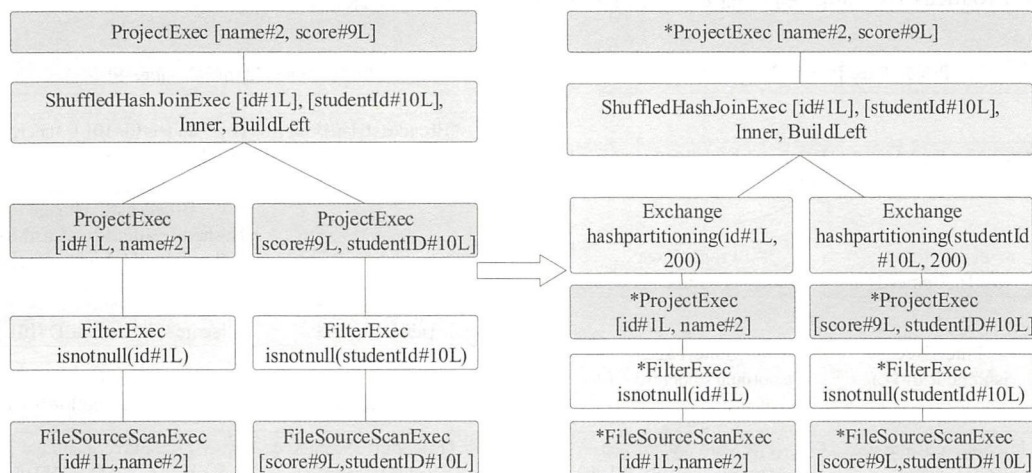 ProjectExec [name#2, score#9L]
ShuffledHashJoinExec [id#1L], [studentId#10L],
Inner, BuildLeft
ProjectExec
[id#1L, name#2]
ProjectExec
[score#9L, studentID#10L]
FilterExec
isnotnull(id#1L)
FilterExec
isnotnull(studentId#10L)
FileSourceScanExec
[id#1L,name#2]
FileSourceScanExec
[score#9L,studentID#10L]
*ProjectExec [name#2, score#9L]
ShuffledHashJoinExec [id#1L], [studentId#10L],
Inner, BuildLeft
Exchange
hashpartitioning(id#1L,
200)
Exchange
hashpartitioning(studentId
#10L, 200)
*ProjectExec
[id#1L, name#2]
*ProjectExec
[score#9L, studentID#10L]
*FilterExec
isnotnull(id#1L)
*FilterExec
isnotnull(studentId#10L)
*FileSourceScanExec
[id#1L,name#2]
*FileSourceScanExec
[score#9L,studentID#10L]